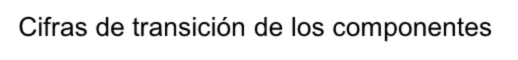 Cifras de transición de los componentes